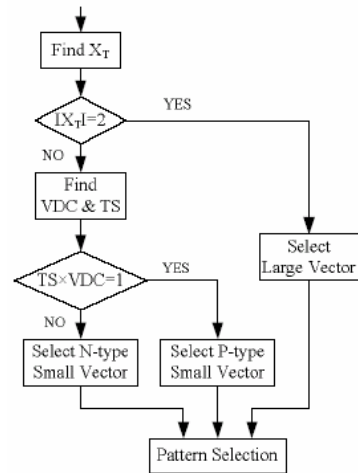 Find X_T
IX_TI=2
YES
NO
Find
VDC & TS
Select
Large Vector
TS×VDC=1
YES
NO
Select N-type
Small Vector
Select P-type
Small Vector
Pattern Selection